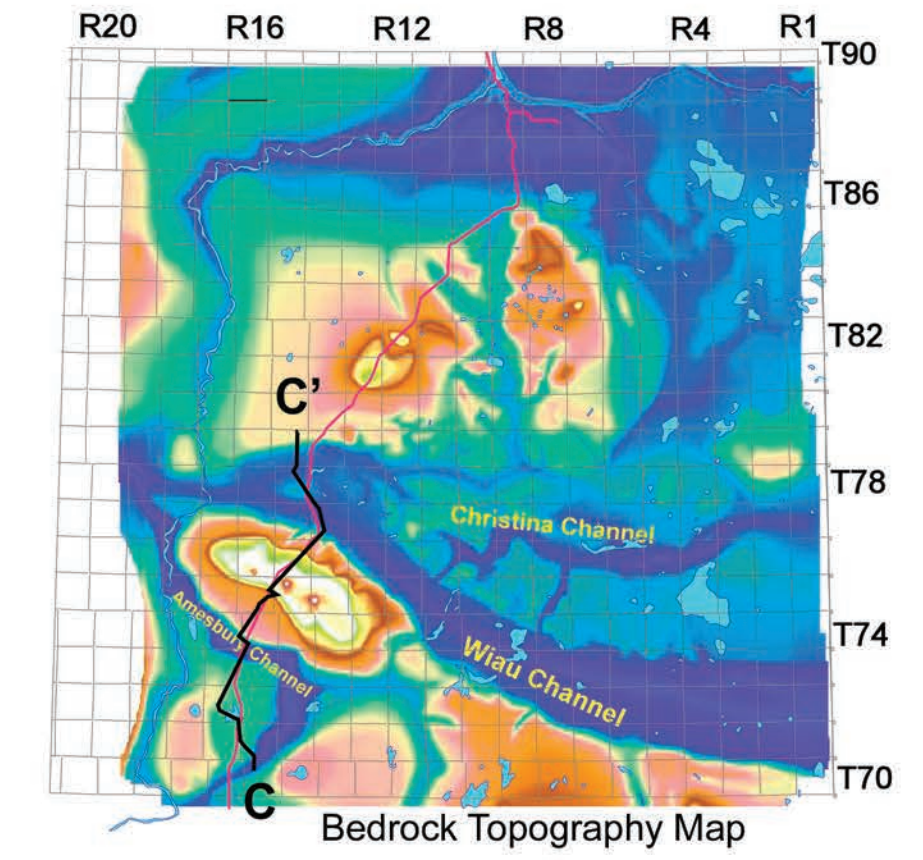 R20 R16 R12 R8 R4 R1
T90
T86
T82
C’
T78
Christina Channel
Amesbury Channel
T74
Wiau Channel
T70
C
Bedrock Topography Map